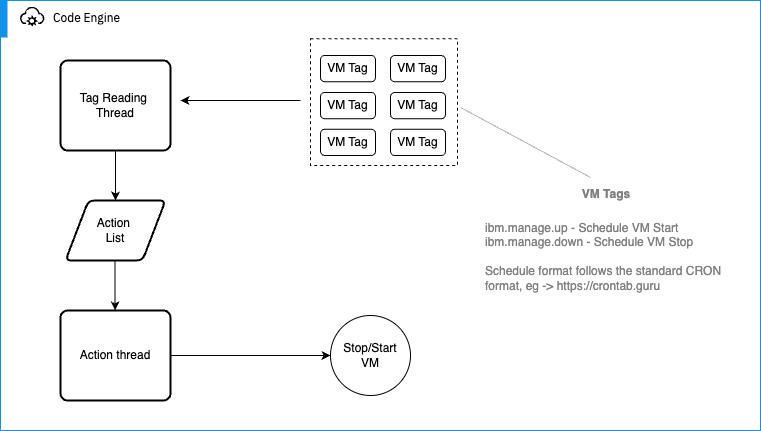 Code Engine
Tag Reading
Thread
VM Tag
VM Tag
VM Tag
VM Tag
VM Tag
VM Tag
VM Tags
ibm.manage.up - Schedule VM Start
ibm.manage.down - Schedule VM Stop
Schedule format follows the standard CRON
format, eg -> https://crontab.guru
Action
List
Action thread
Stop/Start
VM